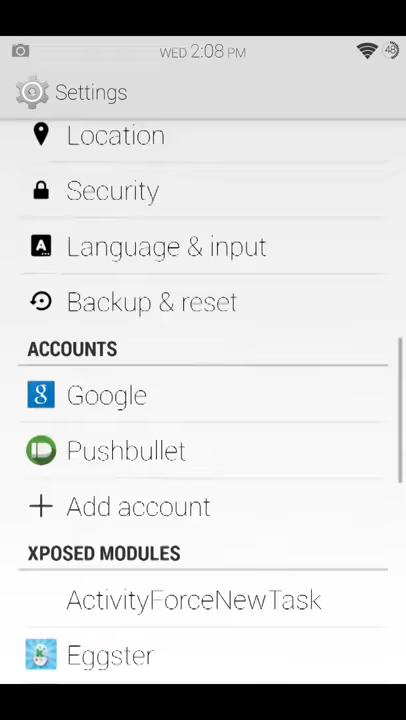 WED 2:08 PM
48
Settings
Location
Security
Language & input
Backup & reset
ACCOUNTS
Google
Pushbullet
Add account
XPOSED MODULES
ActivityForceNewTask
Eggster